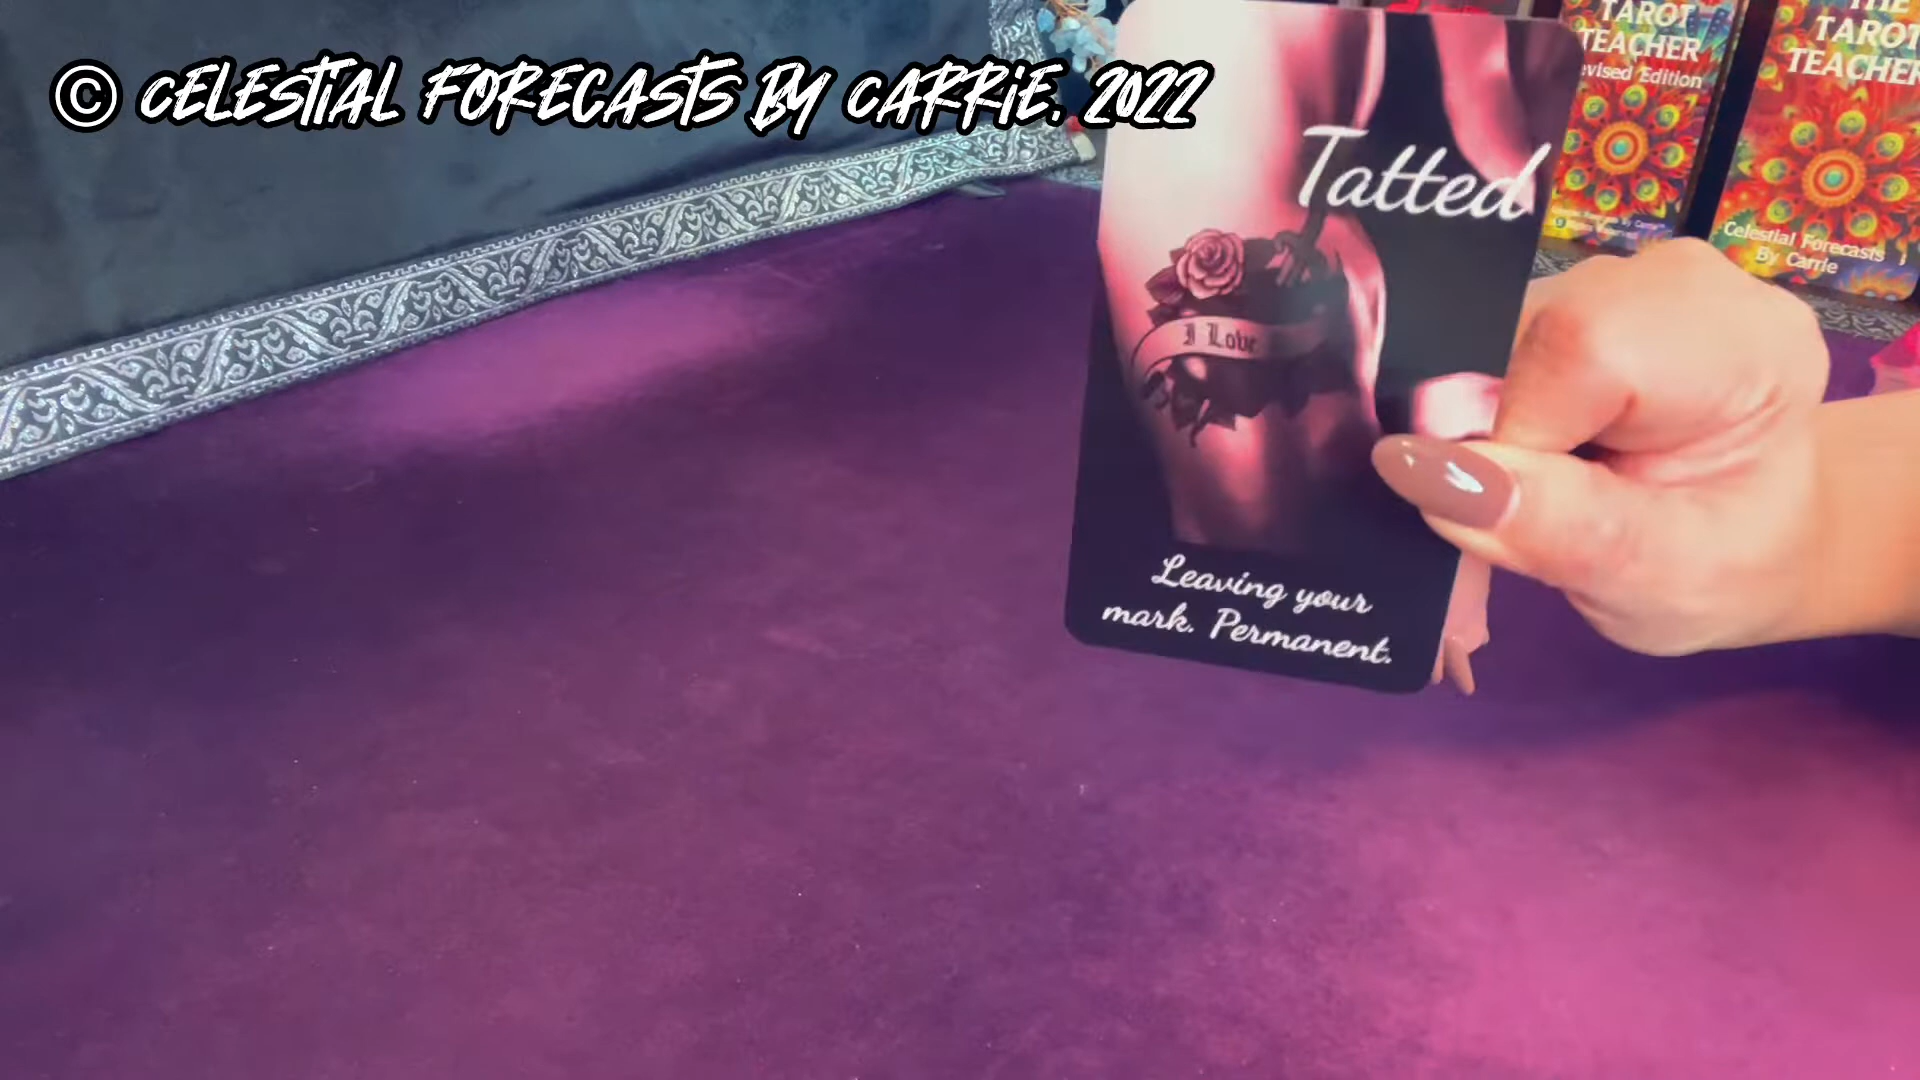 © CELESTIAL FORECASTS BY CARRIE. 2022
Tatted
I Love
Leaving your
mark. Permanent.
TAROT
TEACHER
Revised Edition
THE
TAROT
TEACHER
Celestial Forecasts
By Carrie